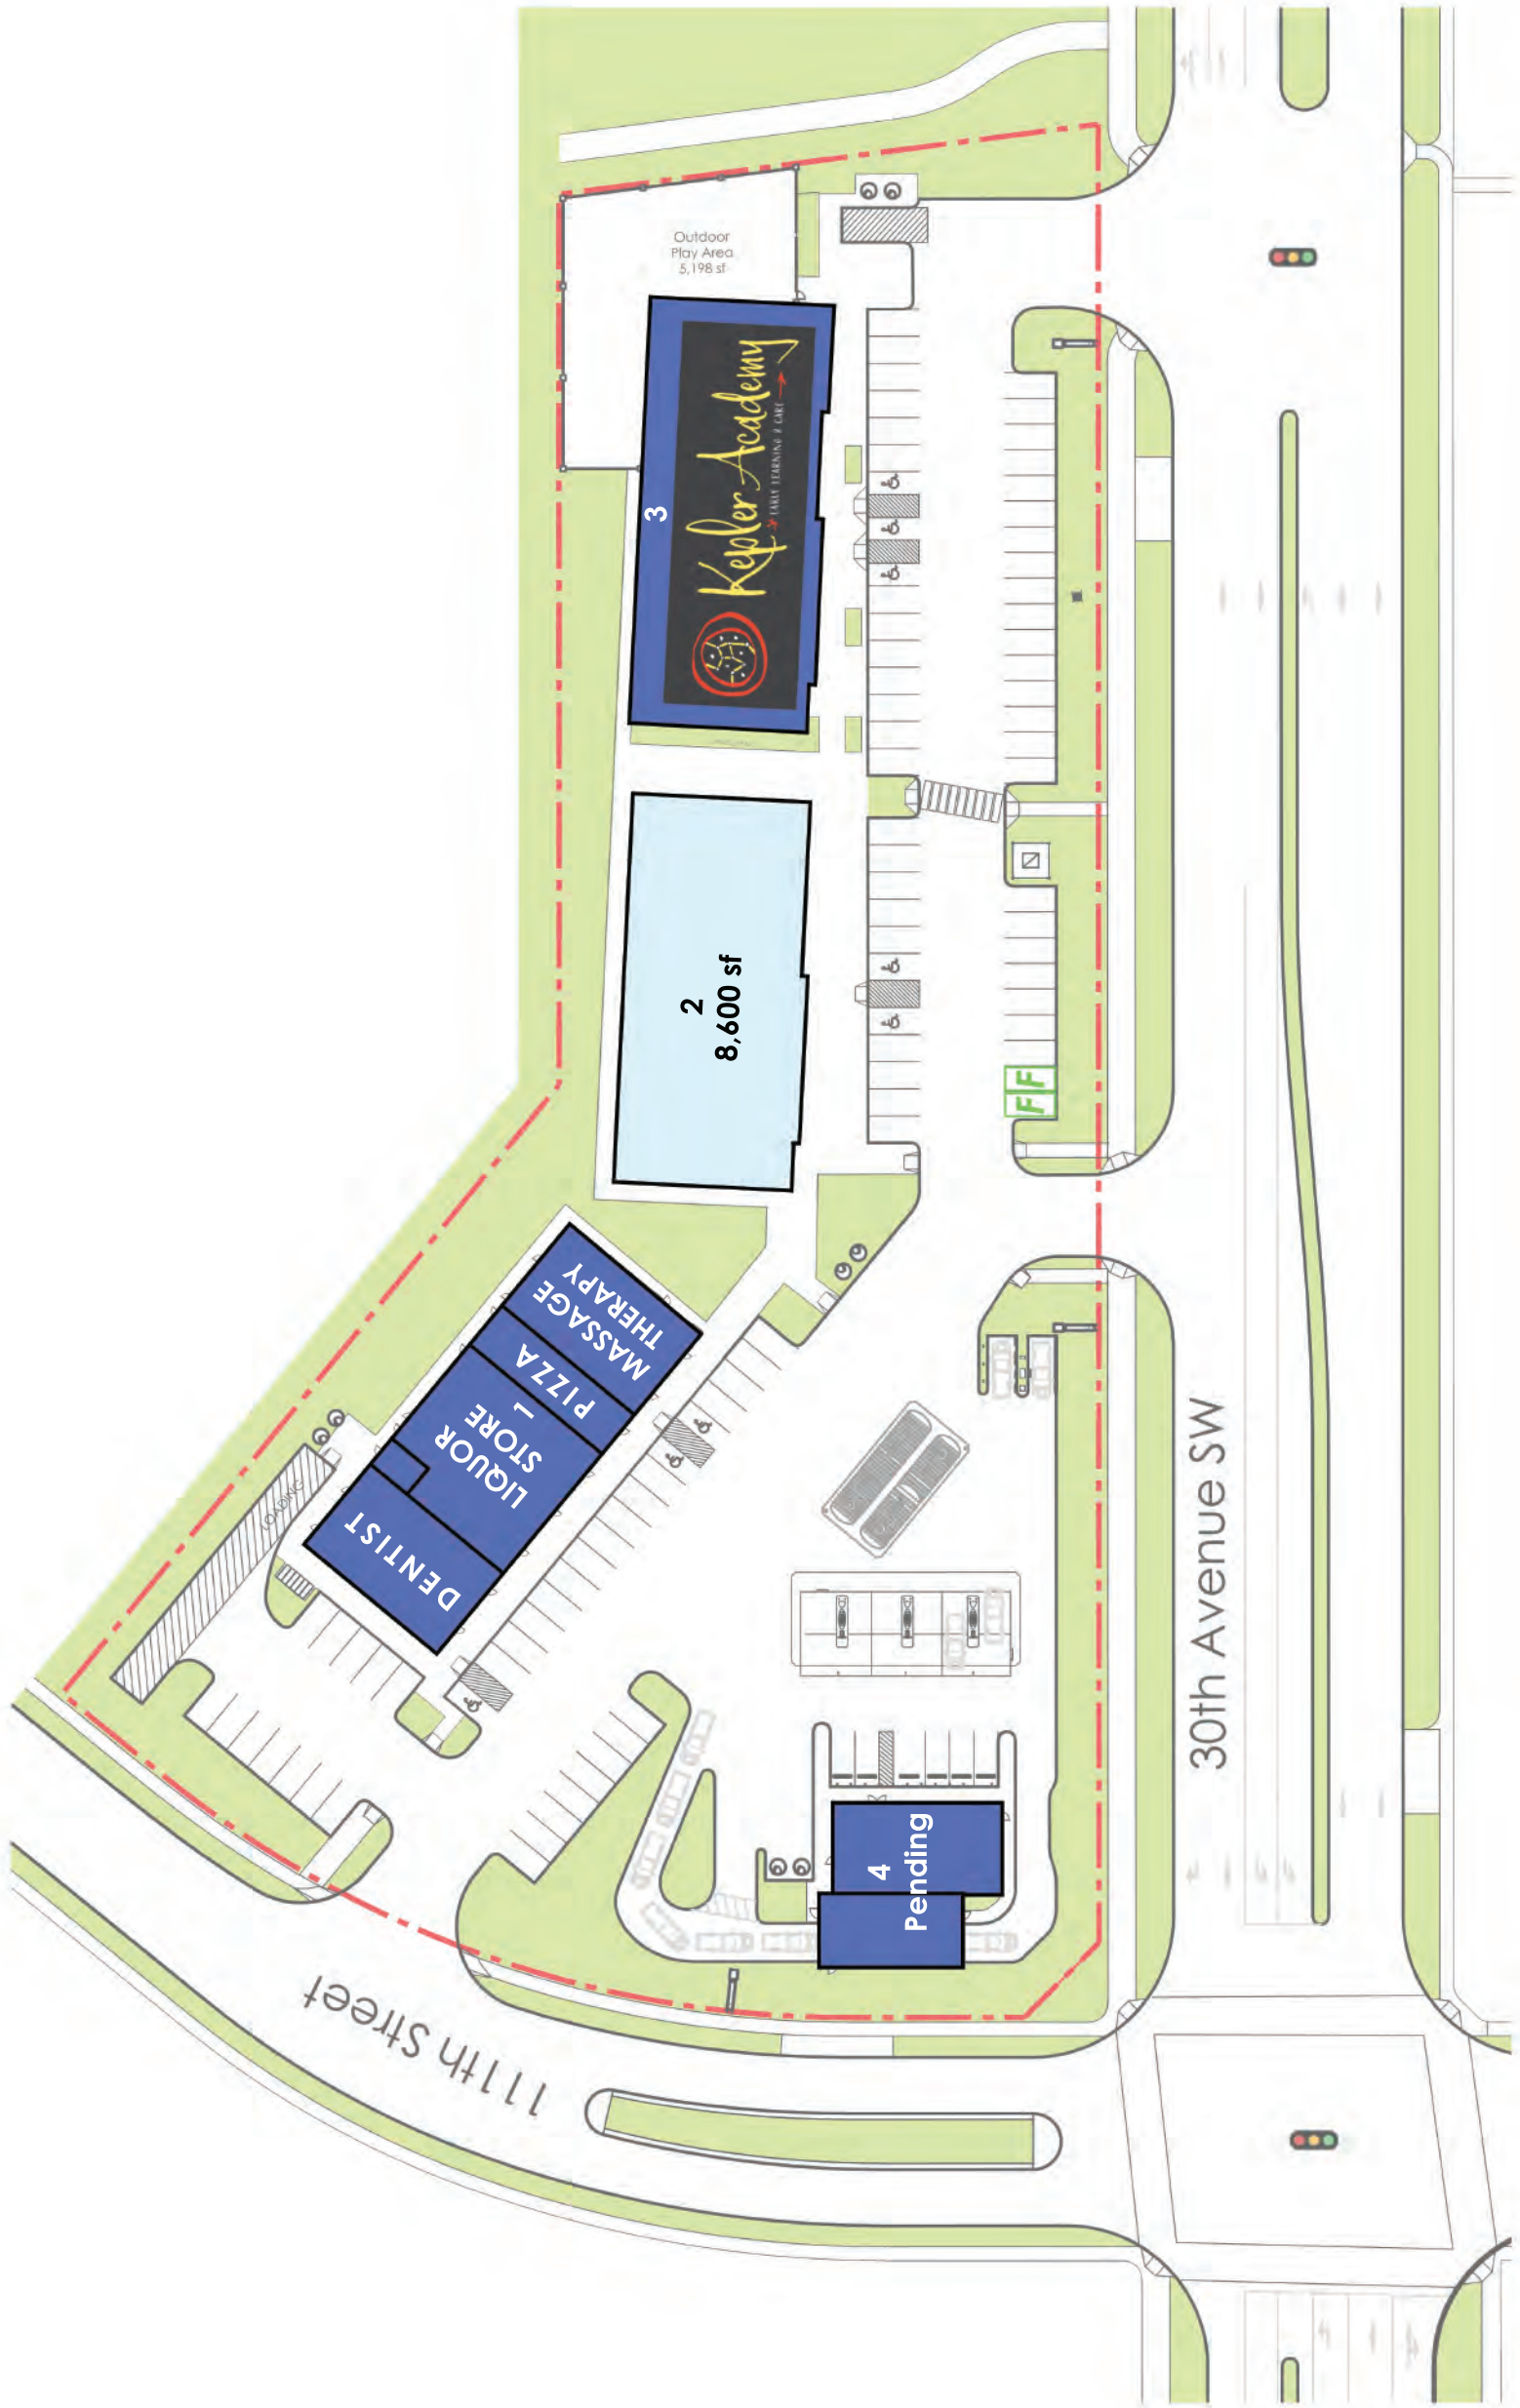 Outdoor
Play Area
5,198 sf
3
Kepler Academy
EARLY LEARNING & CARE
2
8,600 sf
F F
MASSAGE
THERAPY
PIZZA
1
LIQUOR
STORE
DENTIST
LOADING
4
Pending
30th Avenue SW
111th Street